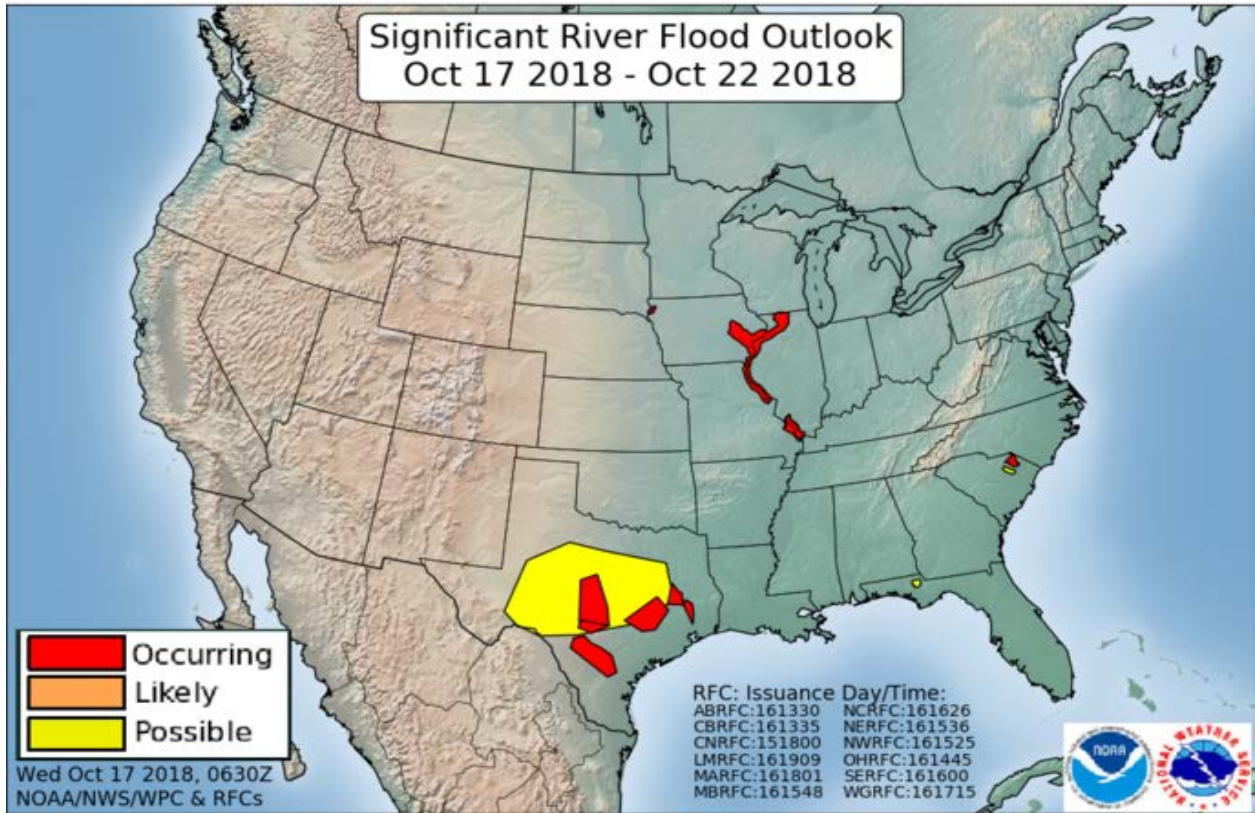 Significant River Flood Outlook
Oct 17 2018 - Oct 22 2018
Occurring
Likely
Possible
Wed Oct 17 2018, 0630Z
NOAA/NWS/WPC & RFCs
RFC: Issuance Day/Time:
ABRFC:161330 NCRFC:161626
CBRFC:161335 NERFC:161536
CNRFC:151800 NWRFC:161525
LMRFC:161909 OHRFC:161445
MARFC:161801 SERFC:161600
MBRFC:161548 WGRFC:161715
NOAA
NATIONAL WEATHER SERVICE